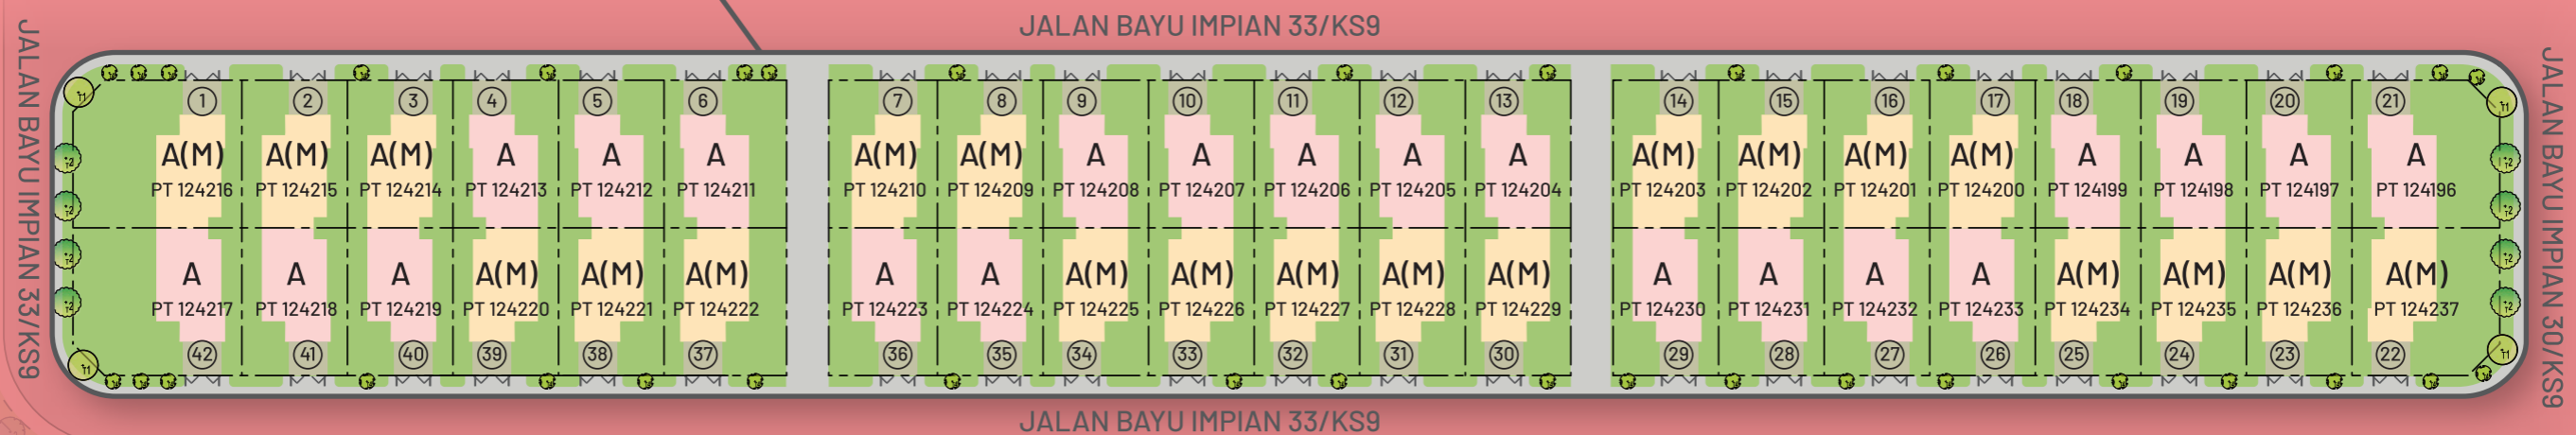 JALAN BAYU IMPIAN 33/KS9
JALAN BAYU IMPIAN 33/KS9
JALAN BAYU IMPIAN 30/KS9
1 2 3 4 5 6 7 8 9 10 11 12 13 14 15 16 17 18 19 20 21
A(M) A(M) A(M) A A A A(M) A(M) A A A A A A(M) A(M) A(M) A(M) A A A A
PT 124216 PT 124215 PT 124214 PT 124213 PT 124212 PT 124211 PT 124210 PT 124209 PT 124208 PT 124207 PT 124206 PT 124205 PT 124204 PT 124203 PT 124202 PT 124201 PT 124200 PT 124199 PT 124198 PT 124197 PT 124196
A A A A(M) A(M) A(M) A A A(M) A(M) A(M) A(M) A(M) A A A A A(M) A(M) A(M) A(M)
PT 124217 PT 124218 PT 124219 PT 124220 PT 124221 PT 124222 PT 124223 PT 124224 PT 124225 PT 124226 PT 124227 PT 124228 PT 124229 PT 124230 PT 124231 PT 124232 PT 124233 PT 124234 PT 124235 PT 124236 PT 124237
42 41 40 39 38 37 36 35 34 33 32 31 30 29 28 27 26 25 24 23 22
JALAN BAYU IMPIAN 33/KS9